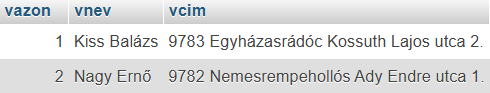 vazon vnev vcim
1 Kiss Balázs 9783 Egyházasrádóc Kossuth Lajos utca 2.
2 Nagy Ernő 9782 Nemesrempehollós Ady Endre utca 1.